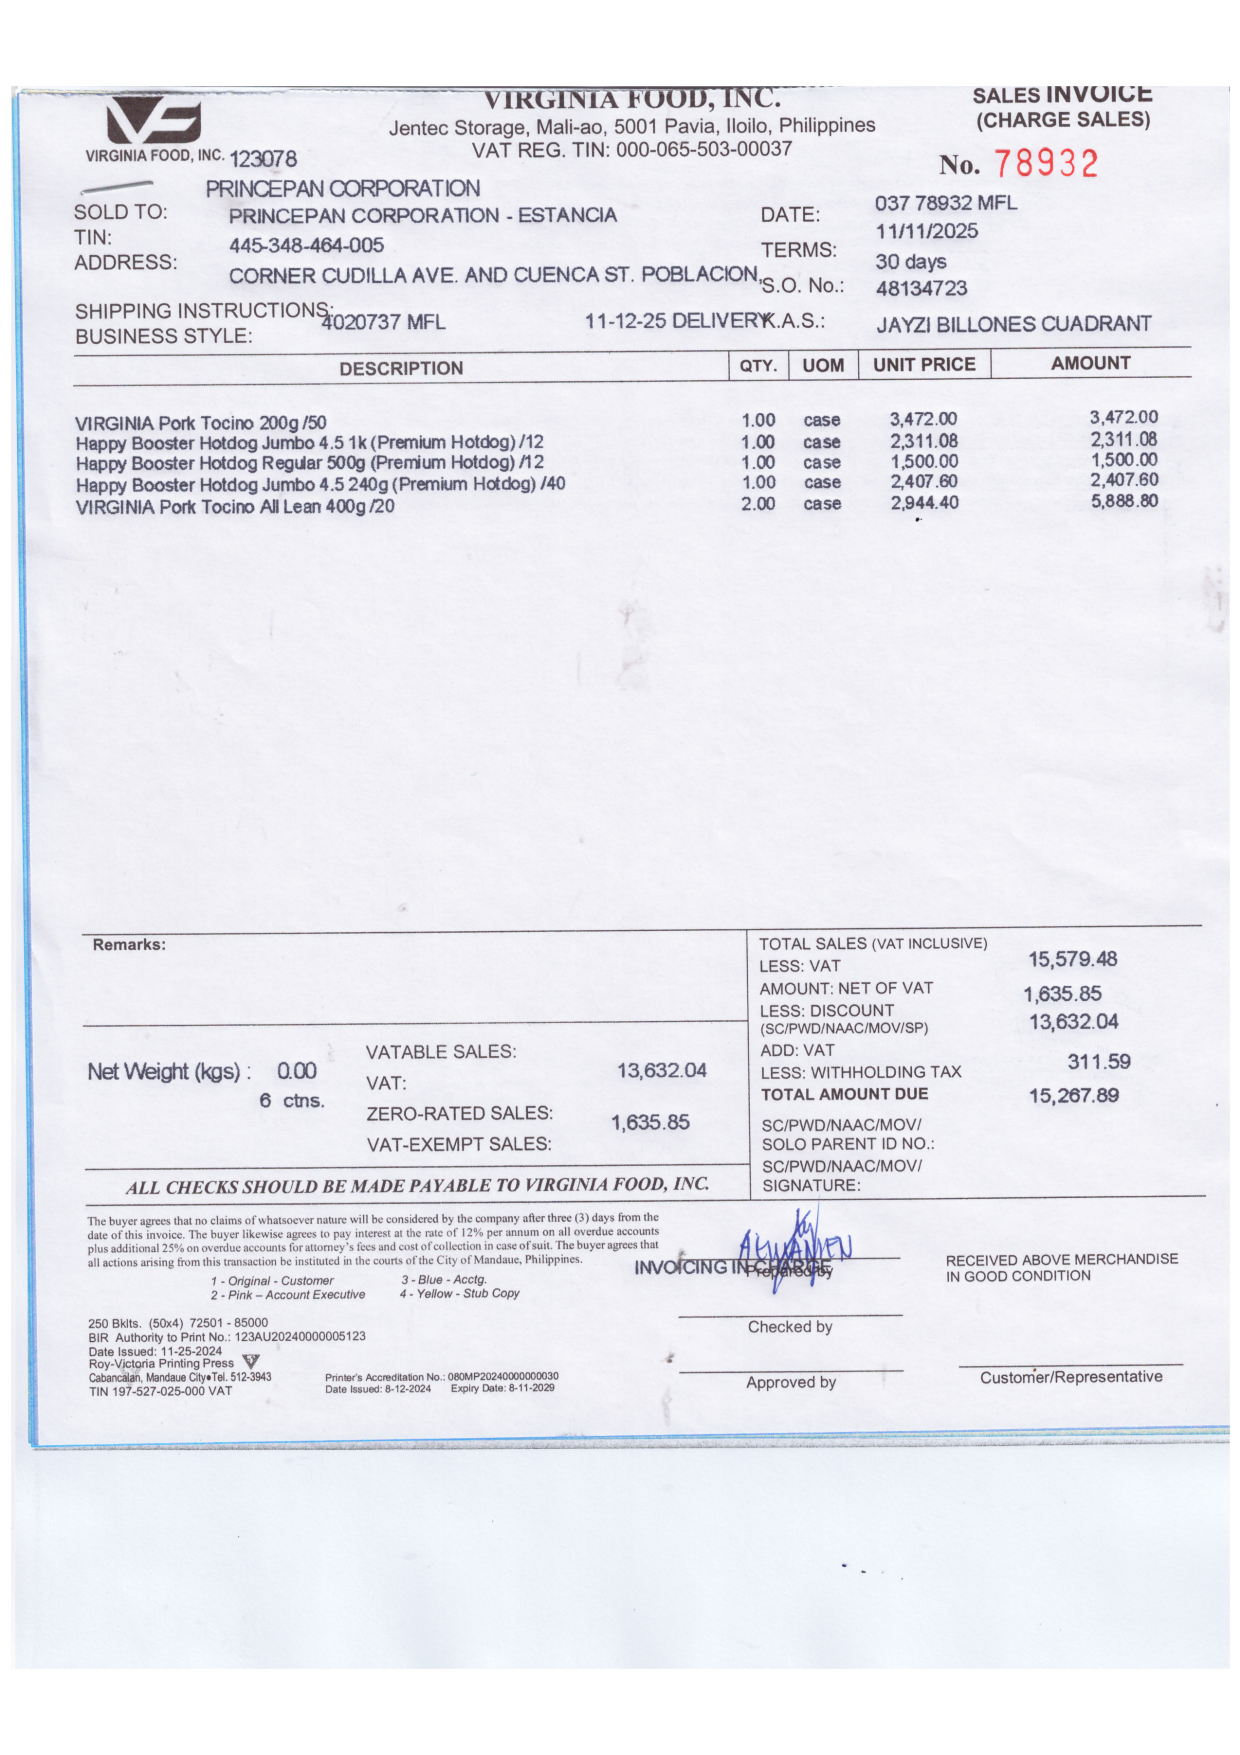 VIRGINIA FOOD, INC.
Jentec Storage, Mali-ao, 5001 Pavia, Iloilo, Philippines
VAT REG. TIN: 000-065-503-00037
SALES INVOICE
(CHARGE SALES)
No. 78932
VS
VIRGINIA FOOD, INC. 123078
PRINCEPAN CORPORATION
SOLD TO: PRINCEPAN CORPORATION - ESTANCIA
TIN: 445-348-464-005
ADDRESS: CORNER CUDILLA AVE. AND CUENCA ST. POBLACION,
037 78932 MFL
DATE: 11/11/2025
TERMS: 30 days
S.O. No.: 48134723
SHIPPING INSTRUCTIONS: 4020737 MFL 11-12-25 DELIVERY
BUSINESS STYLE:
K.A.S.: JAYZI BILLONES CUADRANT
DESCRIPTION QTY. UOM UNIT PRICE AMOUNT
VIRGINIA Pork Tocino 200g /50 1.00 case 3,472.00 3,472.00
Happy Booster Hotdog Jumbo 4.5 1k (Premium Hotdog) /12 1.00 case 2,311.08 2,311.08
Happy Booster Hotdog Regular 500g (Premium Hotdog) /12 1.00 case 1,500.00 1,500.00
Happy Booster Hotdog Jumbo 4.5 240g (Premium Hotdog) /40 1.00 case 2,407.60 2,407.60
VIRGINIA Pork Tocino All Lean 400g /20 2.00 case 2,944.40 5,888.80
Remarks:
Net Weight (kgs) : 0.00
6 ctns.
VATABLE SALES: 13,632.04
VAT:
ZERO-RATED SALES: 1,635.85
VAT-EXEMPT SALES:
TOTAL SALES (VAT INCLUSIVE) 15,579.48
LESS: VAT
AMOUNT: NET OF VAT 1,635.85
LESS: DISCOUNT 13,632.04
(SC/PWD/NAAC/MOV/SP)
ADD: VAT 311.59
LESS: WITHHOLDING TAX
TOTAL AMOUNT DUE 15,267.89
SC/PWD/NAAC/MOV/
SOLO PARENT ID NO.:
SC/PWD/NAAC/MOV/
SIGNATURE:
ALL CHECKS SHOULD BE MADE PAYABLE TO VIRGINIA FOOD, INC.
The buyer agrees that no claims of whatsoever nature will be considered by the company after three (3) days from the
date of this invoice. The buyer likewise agrees to pay interest at the rate of 12% per annum on all overdue accounts
plus additional 25% on overdue accounts for attorney's fees and cost of collection in case of suit. The buyer agrees that
all actions arising from this transaction be instituted in the courts of the City of Mandaue, Philippines.
1 - Original - Customer 3 - Blue - Acctg.
2 - Pink – Account Executive 4 - Yellow - Stub Copy
INVOICING IN CHARGE
Prepared by
Checked by
Approved by
RECEIVED ABOVE MERCHANDISE
IN GOOD CONDITION
Customer/Representative
250 Bklts. (50x4) 72501 - 85000
BIR Authority to Print No.: 123AU20240000005123
Date Issued: 11-25-2024
Roy-Victoria Printing Press
Cabancalan, Mandaue City•Tel. 512-3943
TIN 197-527-025-000 VAT
Printer's Accreditation No.: 080MP20240000000030
Date Issued: 8-12-2024 Expiry Date: 8-11-2029